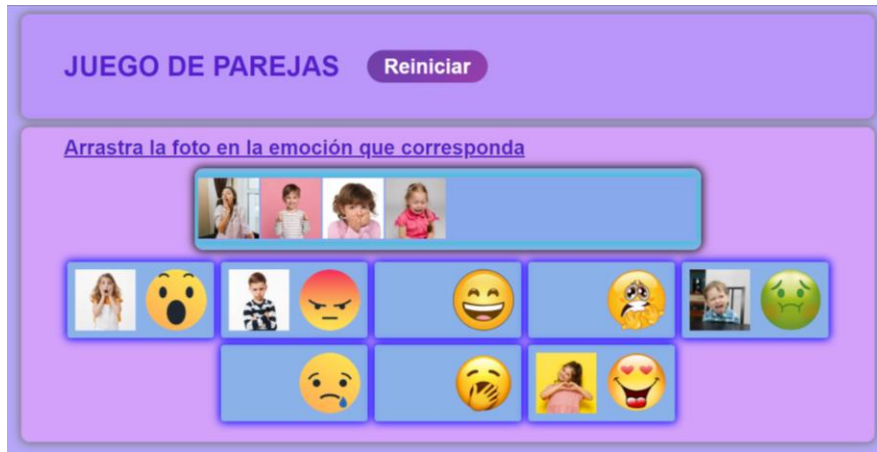 JUEGO DE PAREJAS
Reiniciar
Arrastra la foto en la emoción que corresponda